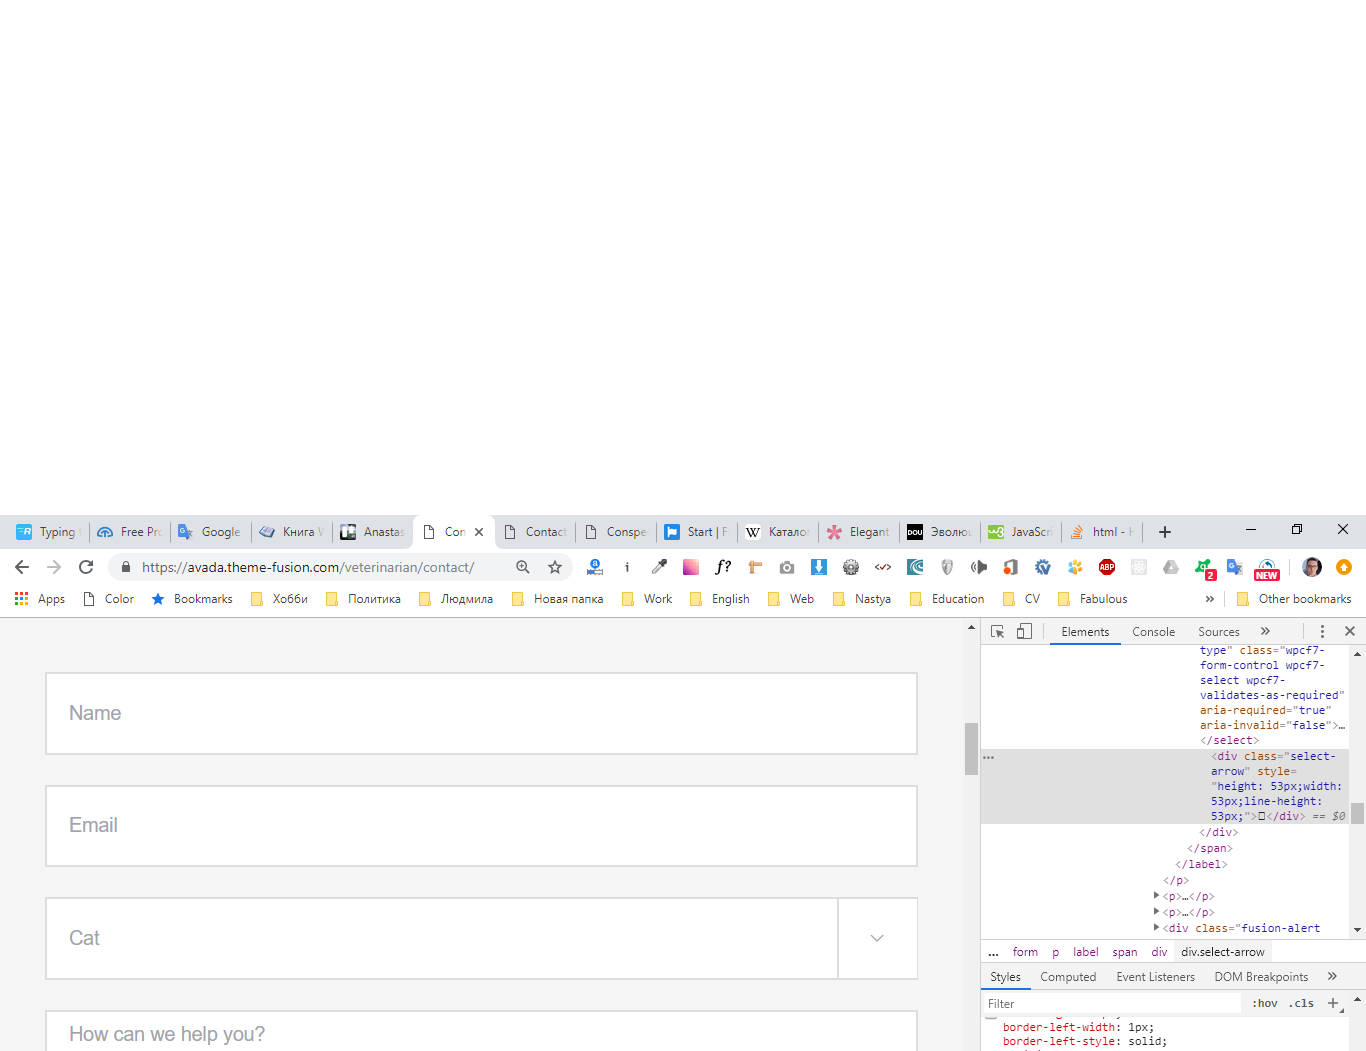 Typing Free Pro Google Книга Anastas Con Contact Conspe Start | F Каталог Elegant Эволюц JavaScri html -
https://avada.theme-fusion.com/veterinarian/contact/
Apps Color Bookmarks Хобби Политика Людмила Новая папка Work English Web Nastya Education CV Fabulous » Other bookmarks
Name
Email
Cat
How can we help you?
Elements Console Sources »
type" class="wpcf7-
form-control wpcf7-
select wpcf7-
validates-as-required"
aria-required="true"
aria-invalid="false">…
</select>
<div class="select-
arrow" style=
"height: 53px;width:
53px;line-height:
53px;">▯</div> == $0
</div>
</span>
</label>
</p>
<p>…</p>
<p>…</p>
<div class="fusion-alert
... form p label span div div.select-arrow
Styles Computed Event Listeners DOM Breakpoints »
Filter :hov .cls +
border-left-width: 1px;
border-left-style: solid;